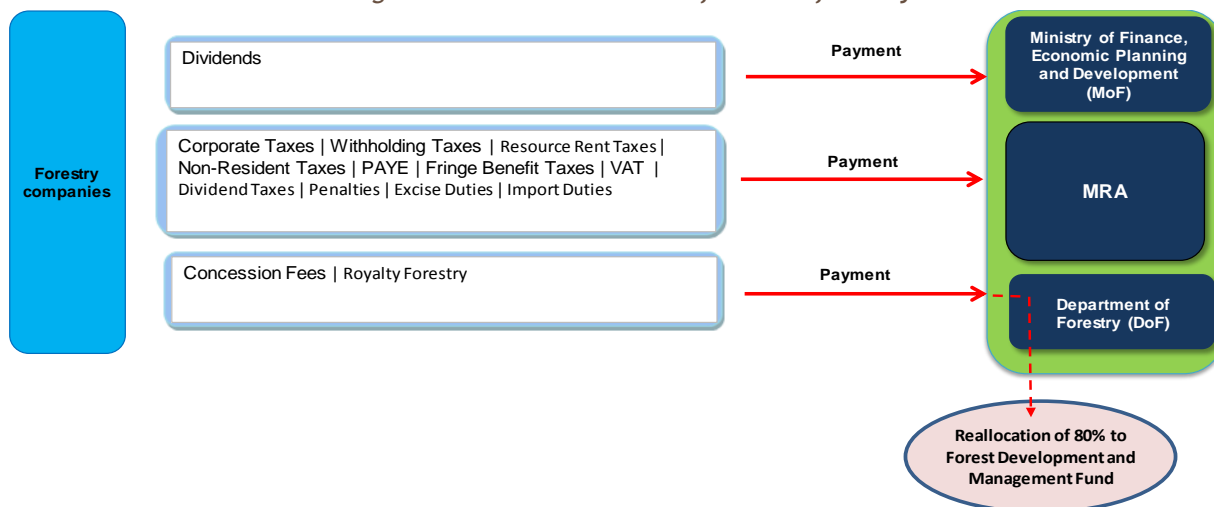 Dividends
Payment
Ministry of Finance,
Economic Planning
and Development
(MoF)
Forestry
companies
Corporate Taxes | Withholding Taxes | Resource Rent Taxes |
Non-Resident Taxes | PAYE | Fringe Benefit Taxes | VAT |
Dividend Taxes | Penalties | Excise Duties | Import Duties
Payment
MRA
Concession Fees | Royalty Forestry
Payment
Department of
Forestry (DoF)
Reallocation of 80% to
Forest Development and
Management Fund